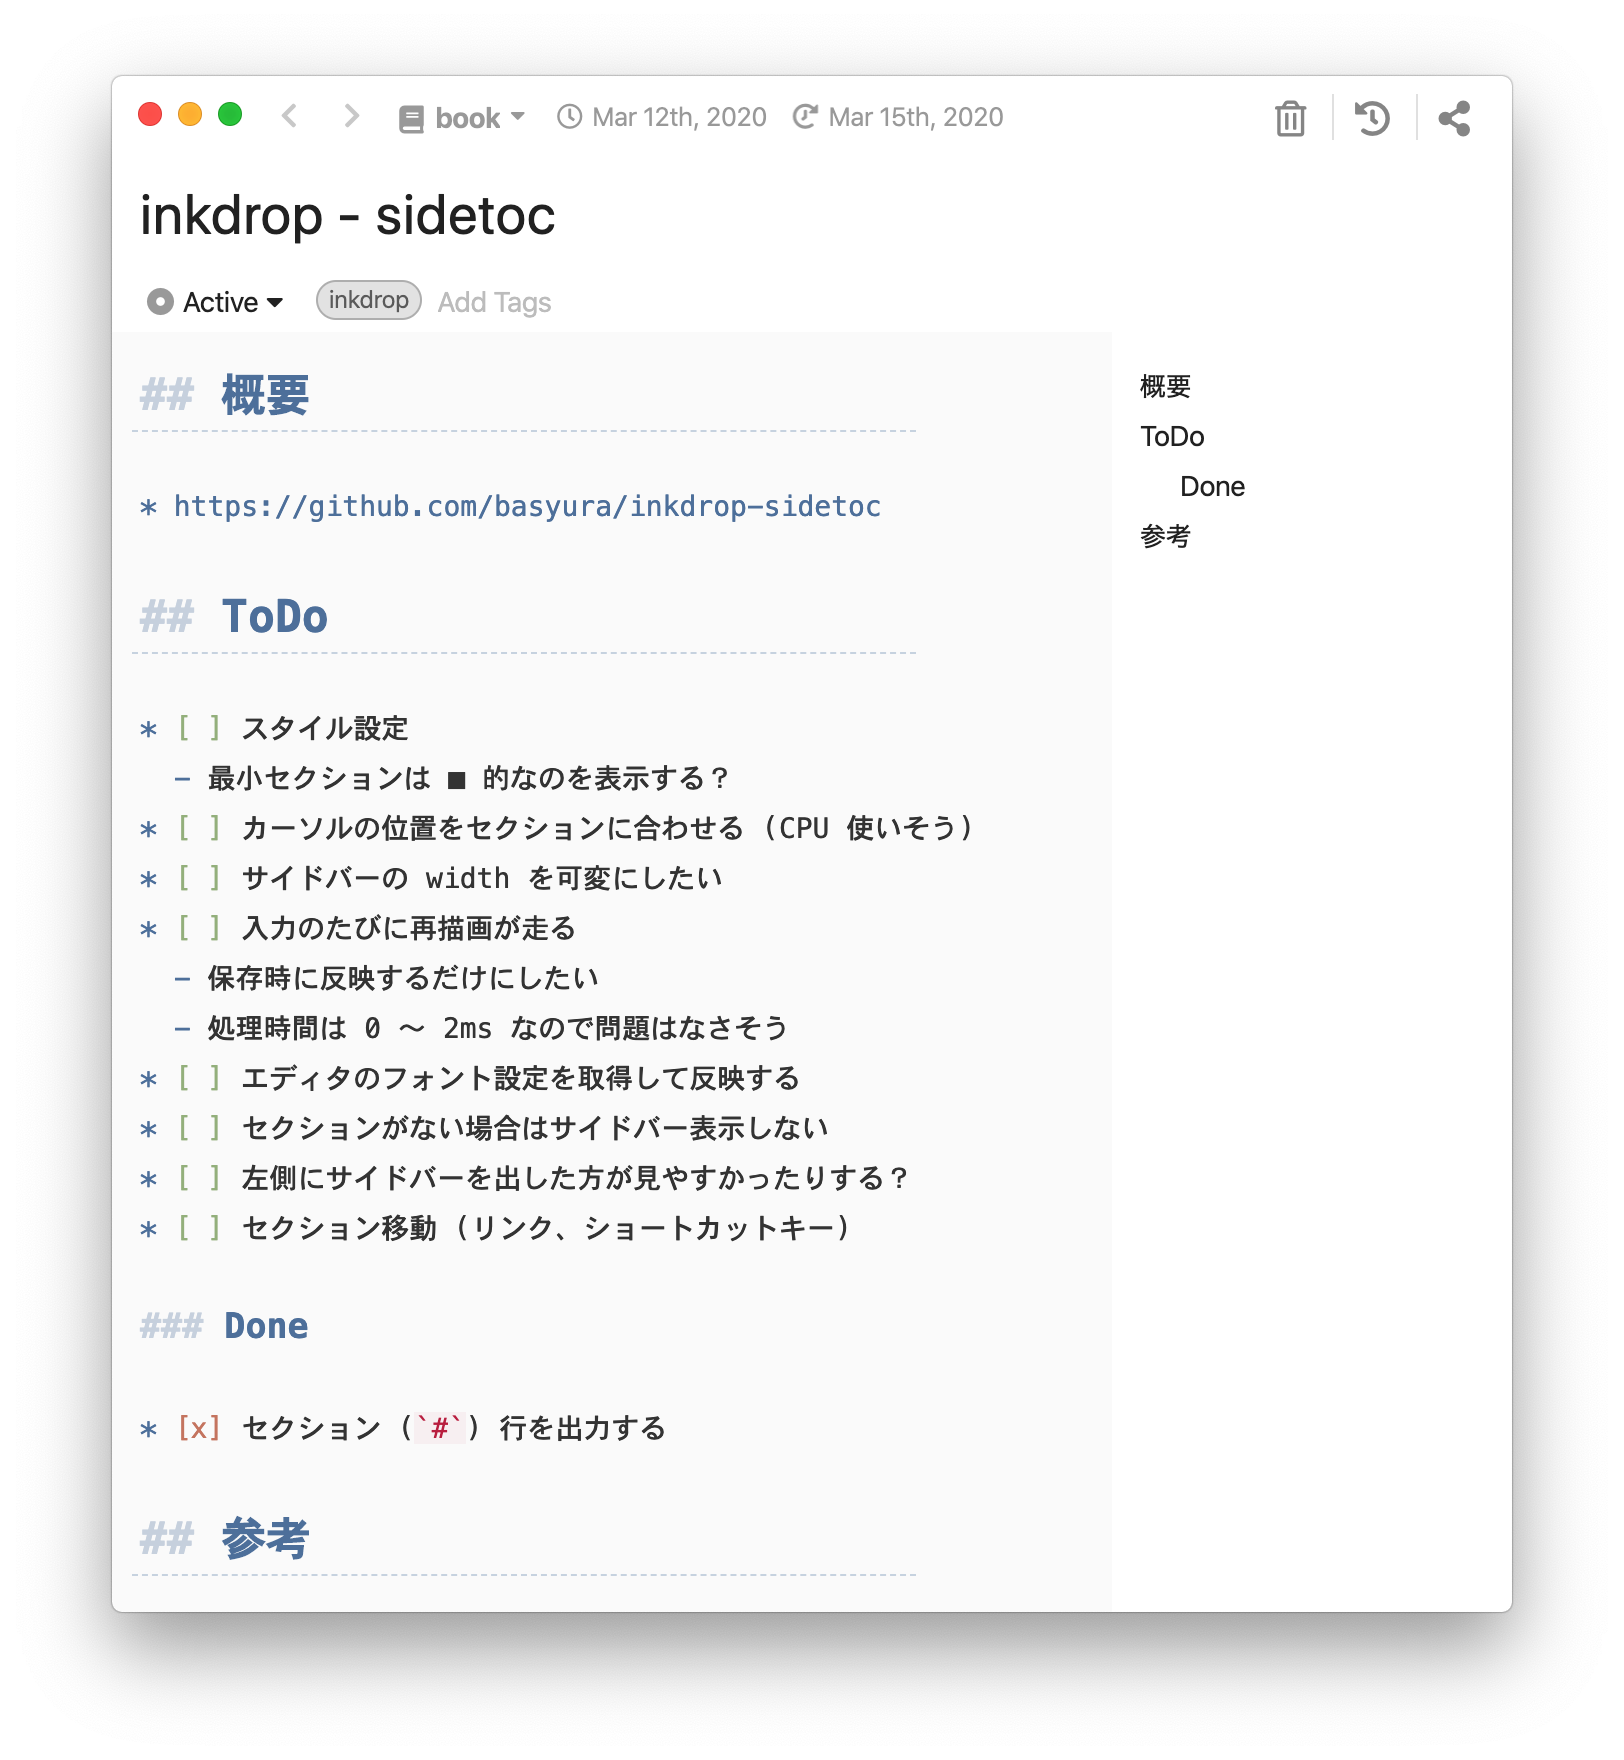 book Mar 12th, 2020 Mar 15th, 2020
inkdrop - sidetoc
Active inkdrop Add Tags
## 概要
* https://github.com/basyura/inkdrop-sidetoc
## ToDo
* [ ] スタイル設定
- 最小セクションは ■ 的なのを表示する？
* [ ] カーソルの位置をセクションに合わせる (CPU 使いそう)
* [ ] サイドバーの width を可変にしたい
* [ ] 入力のたびに再描画が走る
- 保存時に反映するだけにしたい
- 処理時間は 0 〜 2ms なので問題はなさそう
* [ ] エディタのフォント設定を取得して反映する
* [ ] セクションがない場合はサイドバー表示しない
* [ ] 左側にサイドバーを出した方が見やすかったりする？
* [ ] セクション移動 (リンク、ショートカットキー)
### Done
* [x] セクション (`#`) 行を出力する
## 参考
概要
ToDo
Done
参考